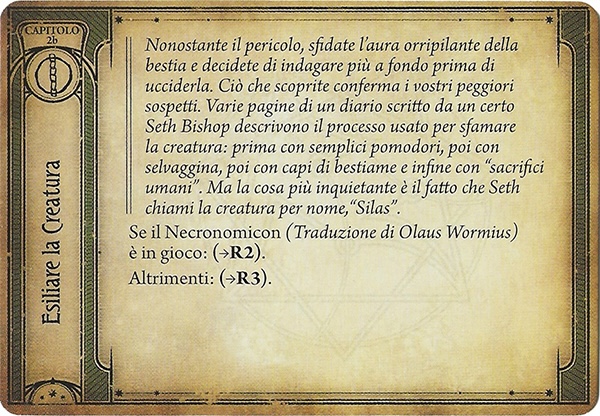 CAPITOLO
2b
Esiliare la Creatura
Nonostante il pericolo, sfidate l'aura orripilante della
bestia e decidete di indagare più a fondo prima di
ucciderla. Ciò che scoprite conferma i vostri peggiori
sospetti. Varie pagine di un diario scritto da un certo
Seth Bishop descrivono il processo usato per sfamare
la creatura: prima con semplici pomodori, poi con
selvaggina, poi con capi di bestiame e infine con “sacrifici
umani”. Ma la cosa più inquietante è il fatto che Seth
chiami la creatura per nome,“Silas”.
Se il Necronomicon (Traduzione di Olaus Wormius)
è in gioco: (→R2).
Altrimenti: (→R3).